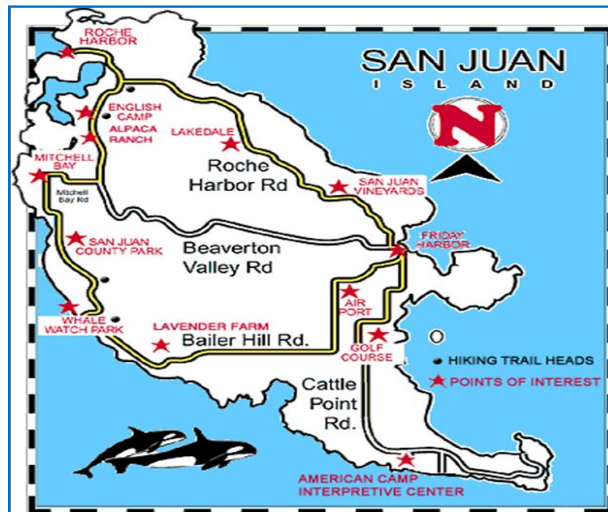 ROCHE
HARBOR
SAN JUAN
ISLAND
N
ENGLISH
CAMP
ALPACA
RANCH
LAKEDALE
Roche
Harbor Rd
MITCHELL
BAY
Mitchell
Bay Rd
SAN JUAN
VINEYARDS
FRIDAY
HARBOR
SAN JUAN
COUNTY PARK
Beaverton
Valley Rd
AIR
PORT
WHALE
WATCH PARK
LAVENDER FARM
Bailer Hill Rd.
GOLF
COURSE
HIKING TRAIL HEADS
POINTS OF INTEREST
Cattle
Point
Rd.
AMERICAN CAMP
INTERPRETIVE CENTER